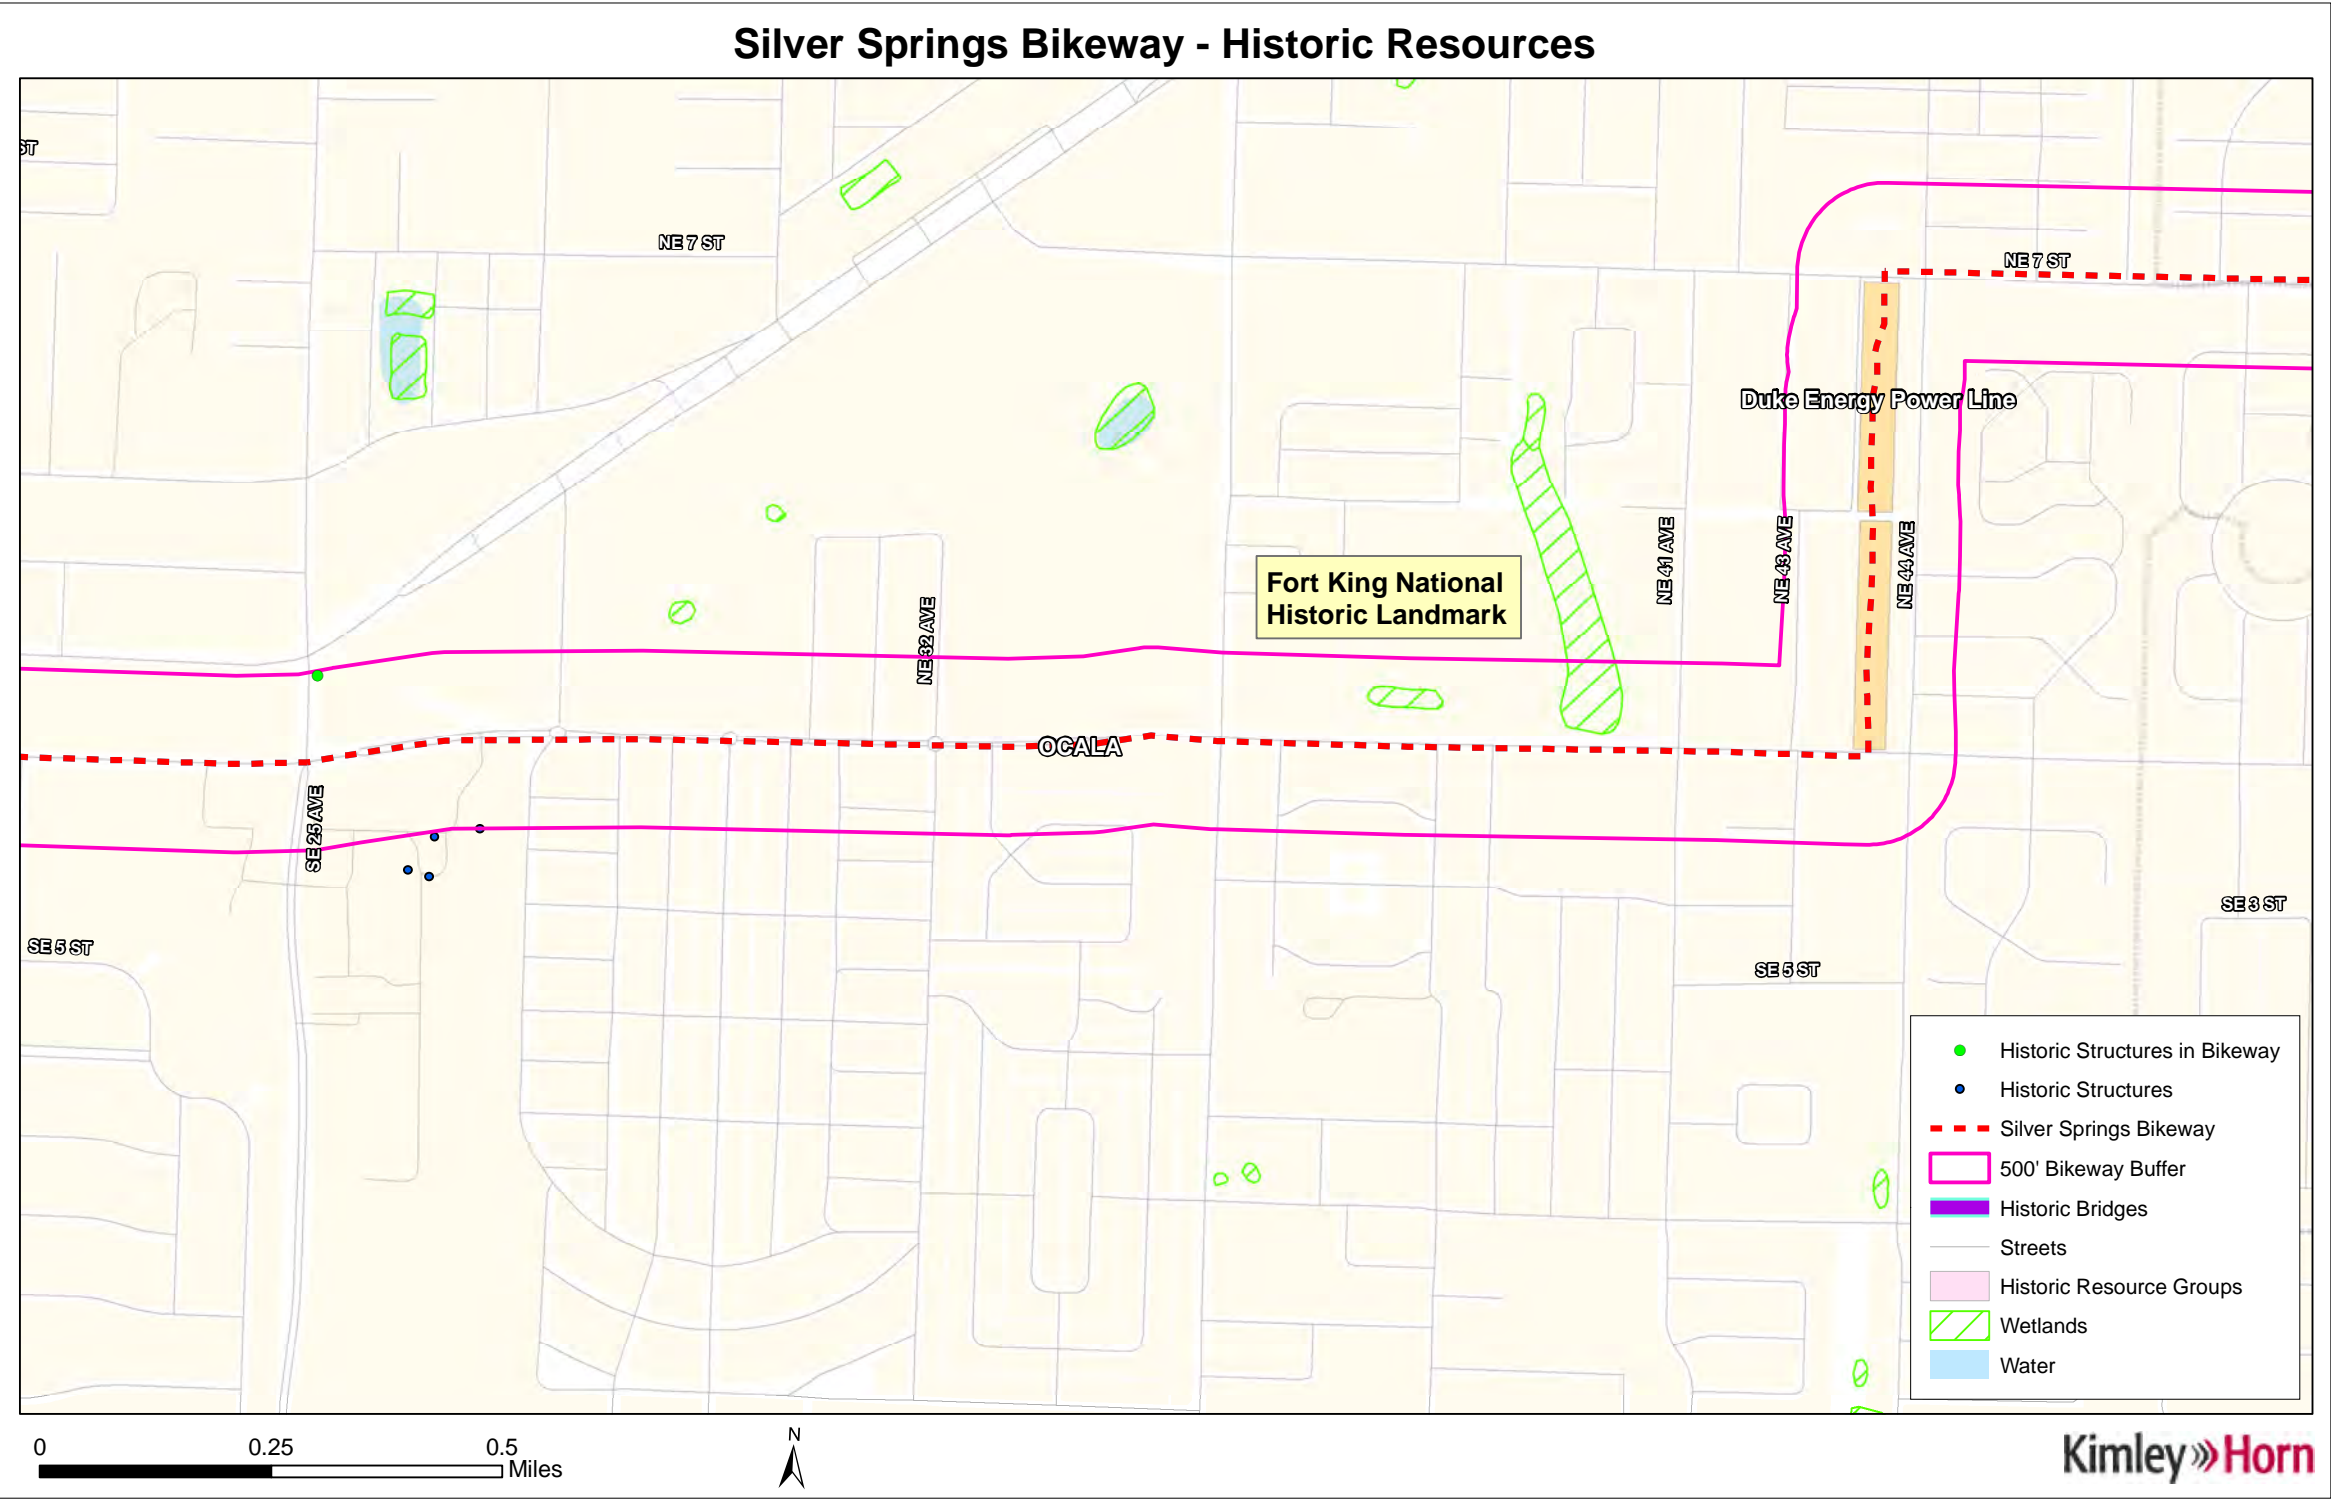 Silver Springs Bikeway - Historic Resources
ST
NE 7 ST
NE 7 ST
Duke Energy Power Line
NE 41 AVE
NE 43 AVE
NE 44 AVE
Fort King National
Historic Landmark
NE 32 AVE
OCALA
SE 25 AVE
SE 3 ST
SE 5 ST
SE 5 ST
Historic Structures in Bikeway
Historic Structures
Silver Springs Bikeway
500' Bikeway Buffer
Historic Bridges
Streets
Historic Resource Groups
Wetlands
Water
0 0.25 0.5
Miles
N
Kimley»Horn